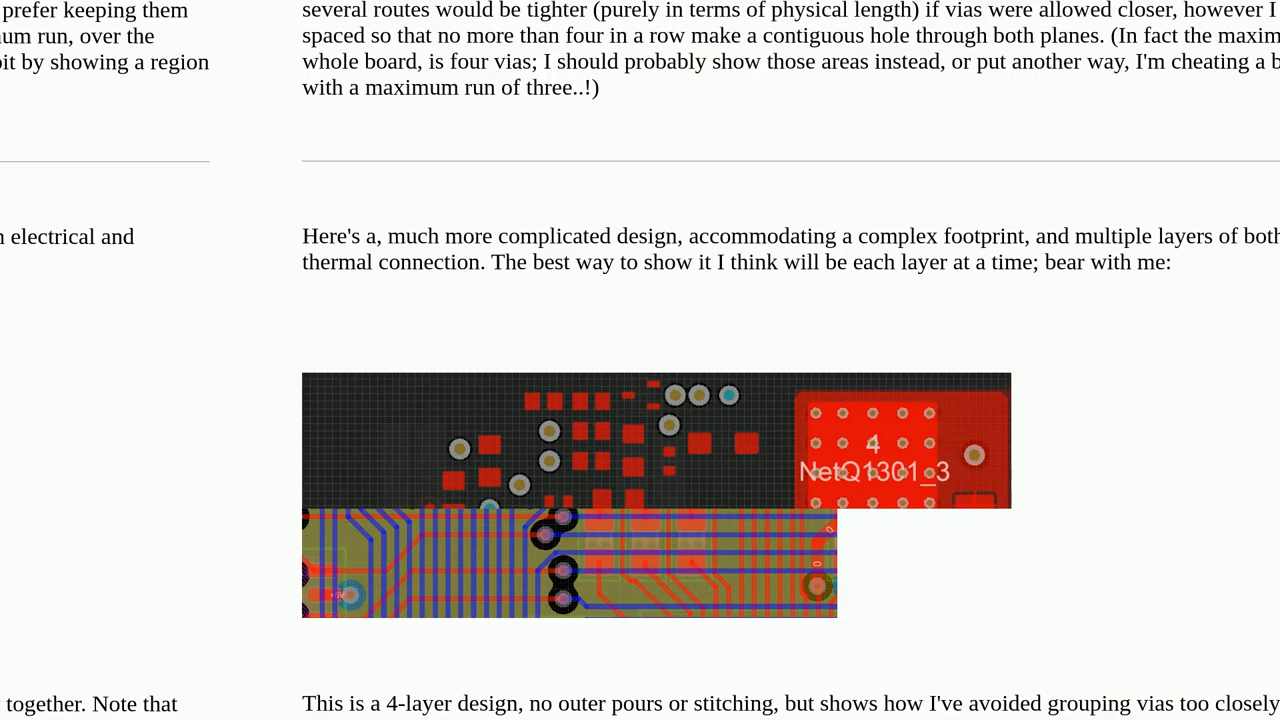 prefer keeping them
um run, over the
bit by showing a region
several routes would be tighter (purely in terms of physical length) if vias were allowed closer, however I
spaced so that no more than four in a row make a contiguous hole through both planes. (In fact the maxim
whole board, is four vias; I should probably show those areas instead, or put another way, I'm cheating a b
with a maximum run of three..!)
n electrical and
Here's a, much more complicated design, accommodating a complex footprint, and multiple layers of both
thermal connection. The best way to show it I think will be each layer at a time; bear with me:
4
NetQ1301_3
0
0
+5V
together. Note that
This is a 4-layer design, no outer pours or stitching, but shows how I've avoided grouping vias too closely